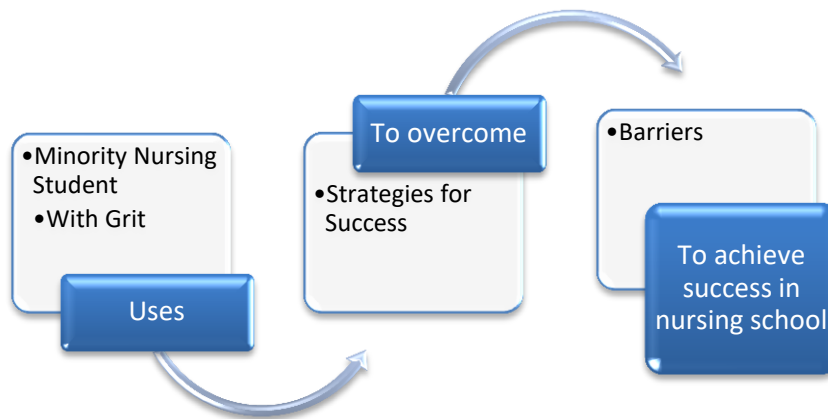 •Minority Nursing
Student
•With Grit
Uses
To overcome
•Strategies for
Success
•Barriers
To achieve
success in
nursing school